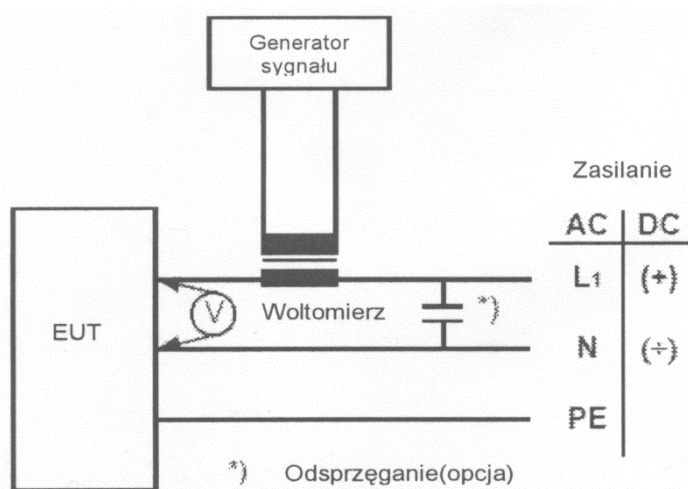 Generator
sygnału
Zasilanie
AC DC
L1 (+)
V Woltomierz *)
EUT
N (÷)
PE
*) Odsprzęganie(opcja)